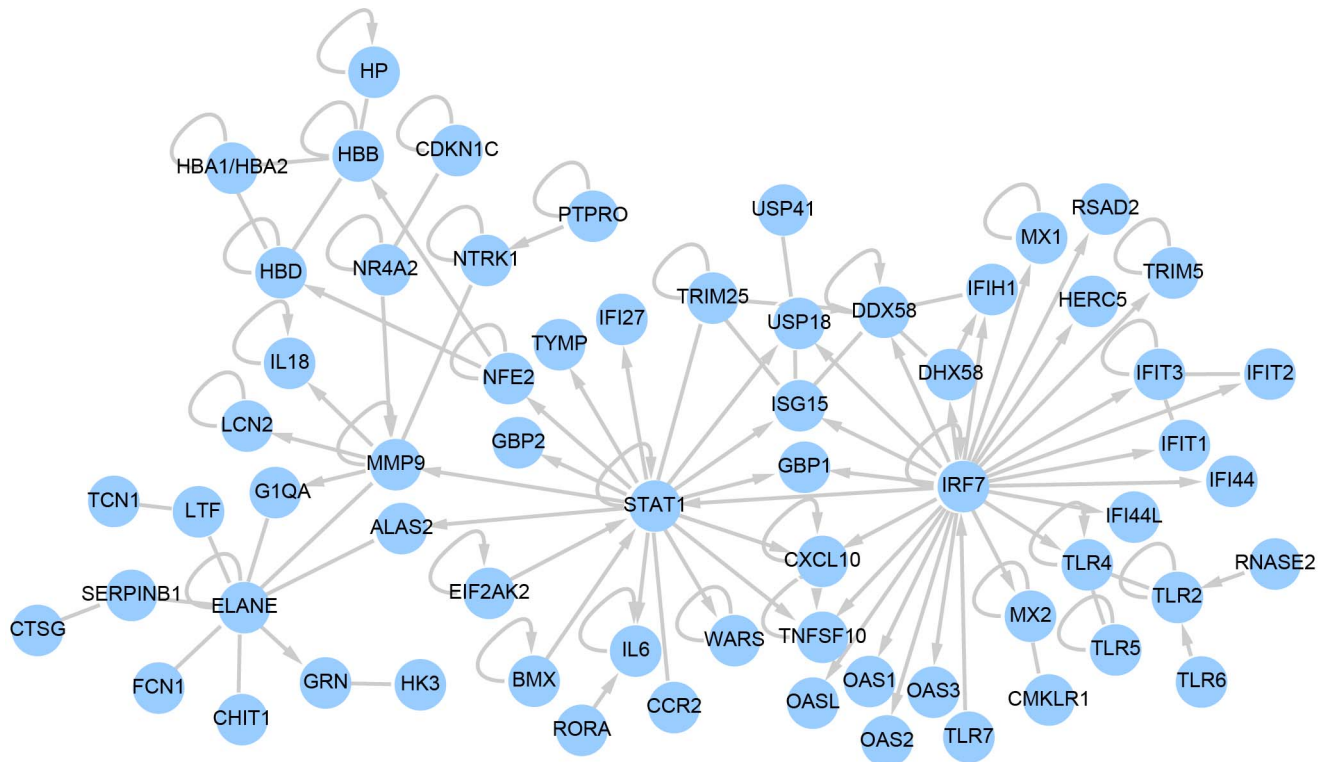 HP
HBA1/HBA2
HBB
CDKN1C
PTPRO
USP41
RSAD2
MX1
TRIM5
HBD
NR4A2
NTRK1
TRIM25
USP18
DDX58
IFIH1
HERC5
IL18
TYMP
IFI27
NFE2
DHX58
IFIT3
IFIT2
ISG15
LCN2
GBP2
GBP1
IFIT1
MMP9
IRF7
IFI44
TCN1
LTF
G1QA
STAT1
IFI44L
ALAS2
CXCL10
TLR4
RNASE2
SERPINB1
ELANE
EIF2AK2
TLR2
CTSG
WARS
TNFSF10
MX2
IL6
TLR5
FCN1
GRN
HK3
BMX
OAS1
OAS3
TLR6
CHIT1
CCR2
OASL
CMKLR1
RORA
OAS2
TLR7